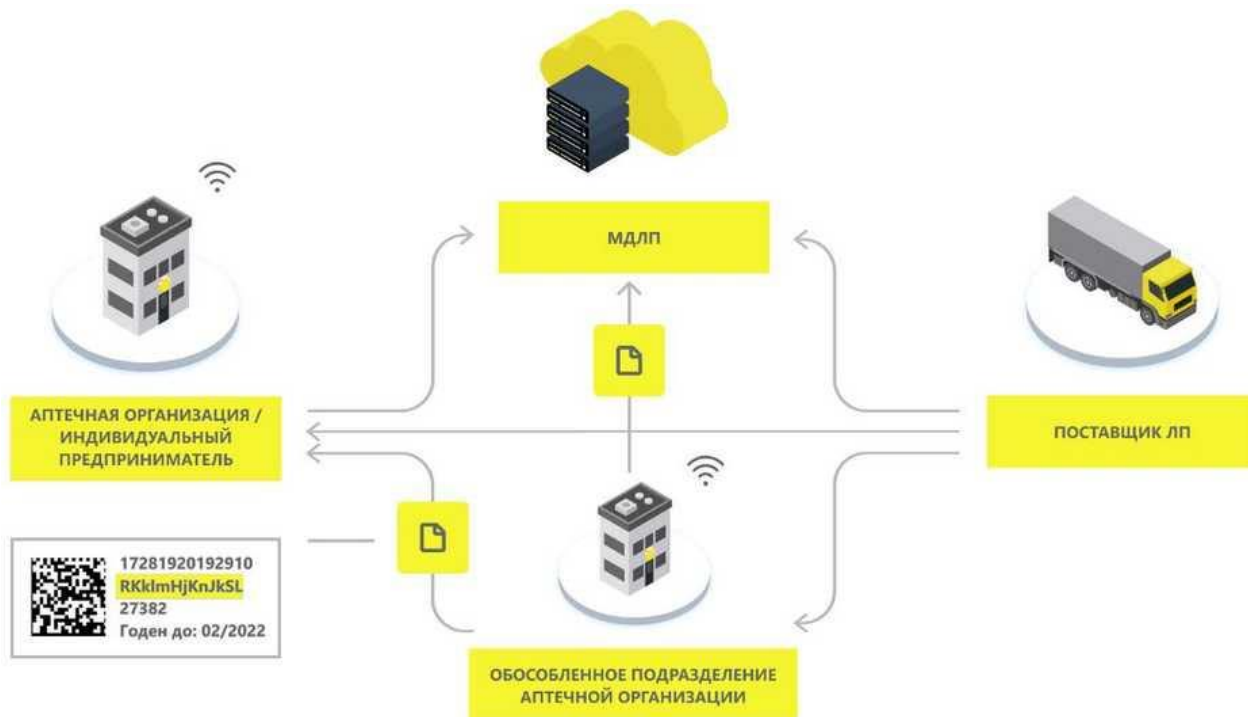 МДЛП
АПТЕЧНАЯ ОРГАНИЗАЦИЯ /
ИНДИВИДУАЛЬНЫЙ
ПРЕДПРИНИМАТЕЛЬ
ПОСТАВЩИК ЛП
17281920192910
RKklmHjKnJkSL
27382
Годен до: 02/2022
ОБОСОБЛЕННОЕ ПОДРАЗДЕЛЕНИЕ
АПТЕЧНОЙ ОРГАНИЗАЦИИ